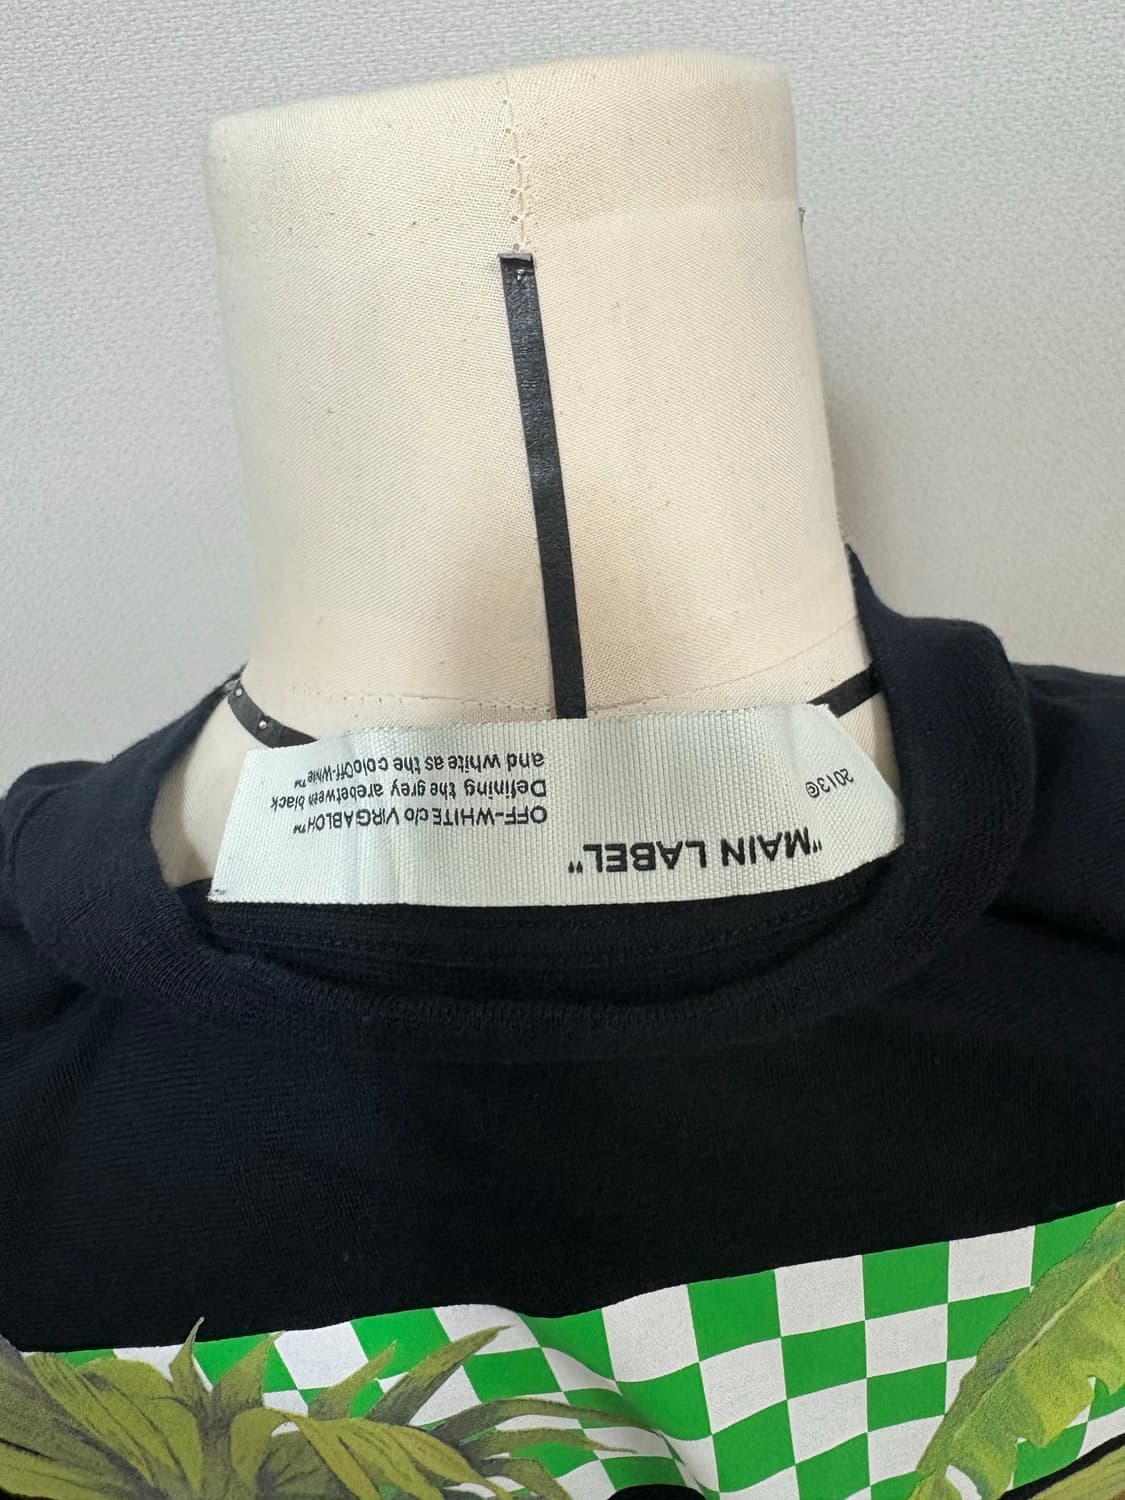 "MAIN LABEL"
2013©
OFF-WHITE c/o VIRGABLOH™
Defining the grey arebetween black
and white as the coloOff-White™